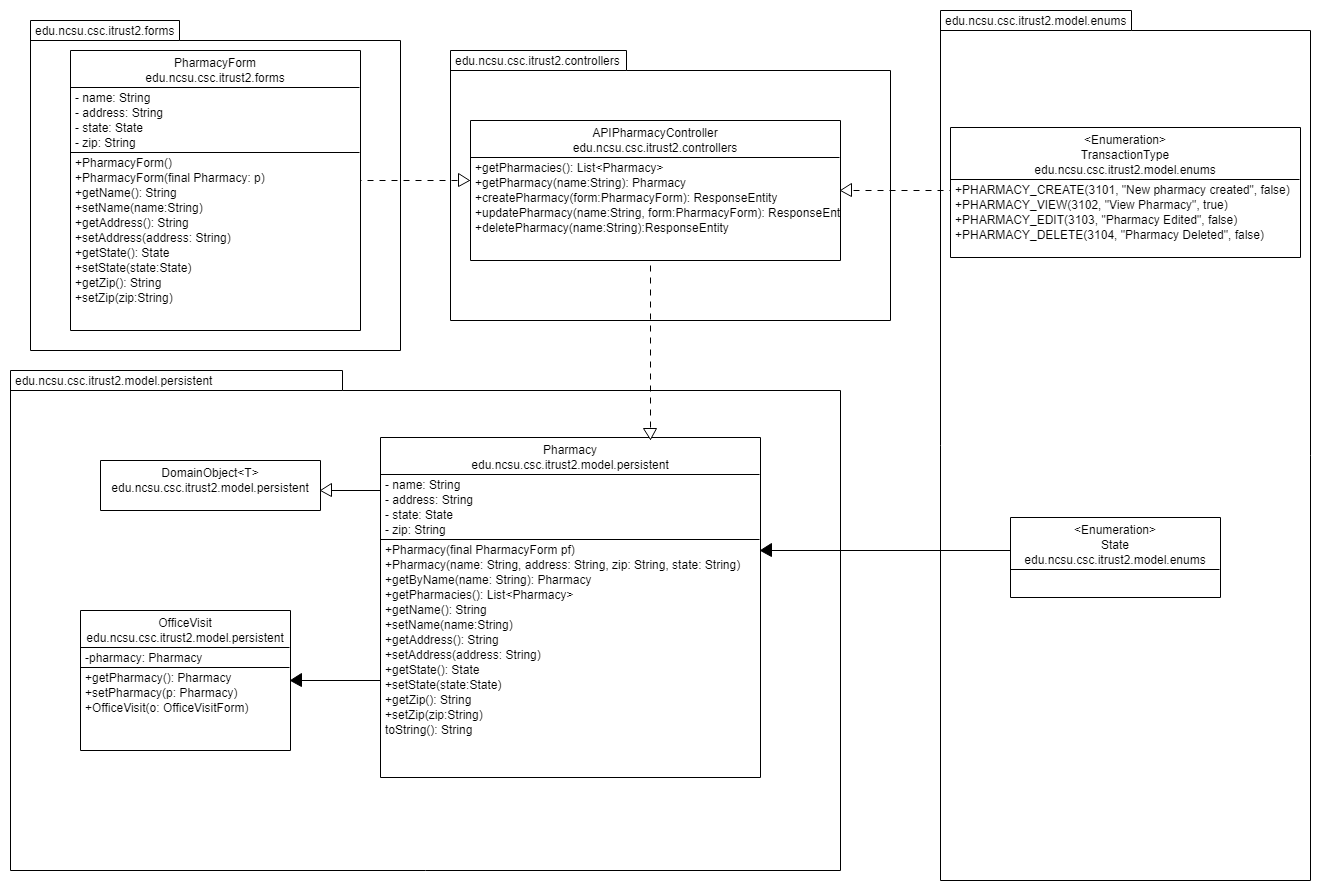 edu.ncsu.csc.itrust2.forms
PharmacyForm
edu.ncsu.csc.itrust2.forms
- name: String
- address: String
- state: State
- zip: String
+PharmacyForm()
+PharmacyForm(final Pharmacy: p)
+getName(): String
+setName(name:String)
+getAddress(): String
+setAddress(address: String)
+getState(): State
+setState(state:State)
+getZip(): String
+setZip(zip:String)
edu.ncsu.csc.itrust2.controllers
APIPharmacyController
edu.ncsu.csc.itrust2.controllers
+getPharmacies(): List<Pharmacy>
+getPharmacy(name:String): Pharmacy
+createPharmacy(form:PharmacyForm): ResponseEntity
+updatePharmacy(name:String, form:PharmacyForm): ResponseEnt
+deletePharmacy(name:String):ResponseEntity
edu.ncsu.csc.itrust2.model.enums
<Enumeration>
TransactionType
edu.ncsu.csc.itrust2.model.enums
+PHARMACY_CREATE(3101, "New pharmacy created", false)
+PHARMACY_VIEW(3102, "View Pharmacy", true)
+PHARMACY_EDIT(3103, "Pharmacy Edited", false)
+PHARMACY_DELETE(3104, "Pharmacy Deleted", false)
<Enumeration>
State
edu.ncsu.csc.itrust2.model.enums
edu.ncsu.csc.itrust2.model.persistent
DomainObject<T>
edu.ncsu.csc.itrust2.model.persistent
OfficeVisit
edu.ncsu.csc.itrust2.model.persistent
-pharmacy: Pharmacy
+getPharmacy(): Pharmacy
+setPharmacy(p: Pharmacy)
+OfficeVisit(o: OfficeVisitForm)
Pharmacy
edu.ncsu.csc.itrust2.model.persistent
- name: String
- address: String
- state: State
- zip: String
+Pharmacy(final PharmacyForm pf)
+Pharmacy(name: String, address: String, zip: String, state: String)
+getByName(name: String): Pharmacy
+getPharmacies(): List<Pharmacy>
+getName(): String
+setName(name:String)
+getAddress(): String
+setAddress(address: String)
+getState(): State
+setState(state:State)
+getZip(): String
+setZip(zip:String)
toString(): String